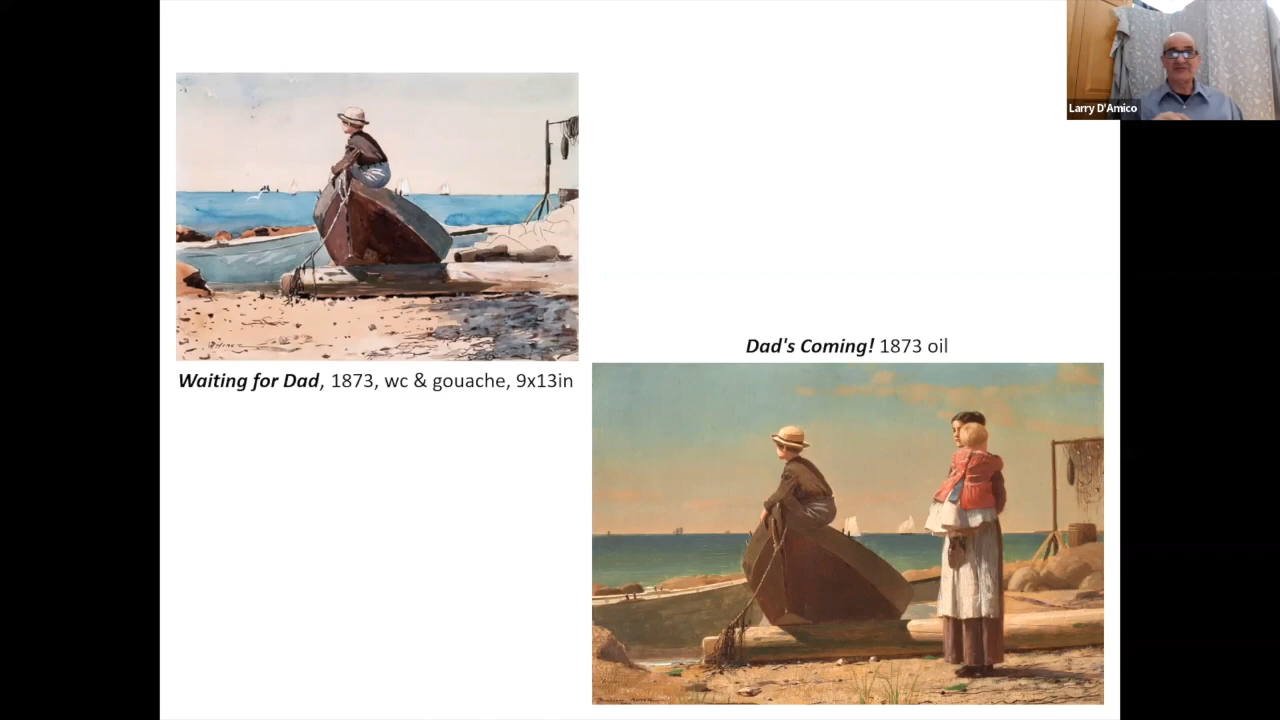 Larry D'Amico
Waiting for Dad, 1873, wc & gouache, 9x13in
Dad's Coming! 1873 oil